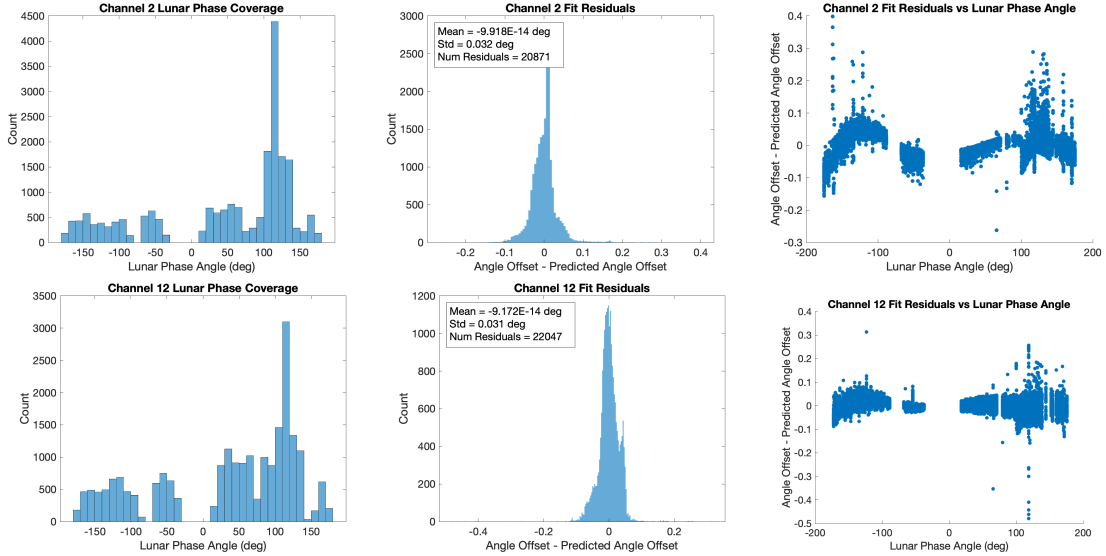 Channel 2 Lunar Phase Coverage
4500
4000
3500
3000
2500
2000
1500
1000
500
0
Count
-150 -100 -50 0 50 100 150
Lunar Phase Angle (deg)
Channel 2 Fit Residuals
Mean = -9.918E-14 deg
Std = 0.032 deg
Num Residuals = 20871
3000
2500
2000
1500
1000
500
0
Count
-0.2 -0.1 0 0.1 0.2 0.3 0.4
Angle Offset - Predicted Angle Offset
Channel 2 Fit Residuals vs Lunar Phase Angle
0.4
0.3
0.2
0.1
0
-0.1
-0.2
-0.3
Angle Offset - Predicted Angle Offset
-200 -100 0 100 200
Lunar Phase Angle (deg)
Channel 12 Lunar Phase Coverage
3500
3000
2500
2000
1500
1000
500
0
Count
-150 -100 -50 0 50 100 150
Lunar Phase Angle (deg)
Channel 12 Fit Residuals
Mean = -9.172E-14 deg
Std = 0.031 deg
Num Residuals = 22047
1200
1000
800
600
400
200
0
Count
-0.4 -0.2 0 0.2
Angle Offset - Predicted Angle Offset
Channel 12 Fit Residuals vs Lunar Phase Angle
0.4
0.3
0.2
0.1
0
-0.1
-0.2
-0.3
-0.4
-0.5
Angle Offset - Predicted Angle Offset
-200 -100 0 100 200
Lunar Phase Angle (deg)